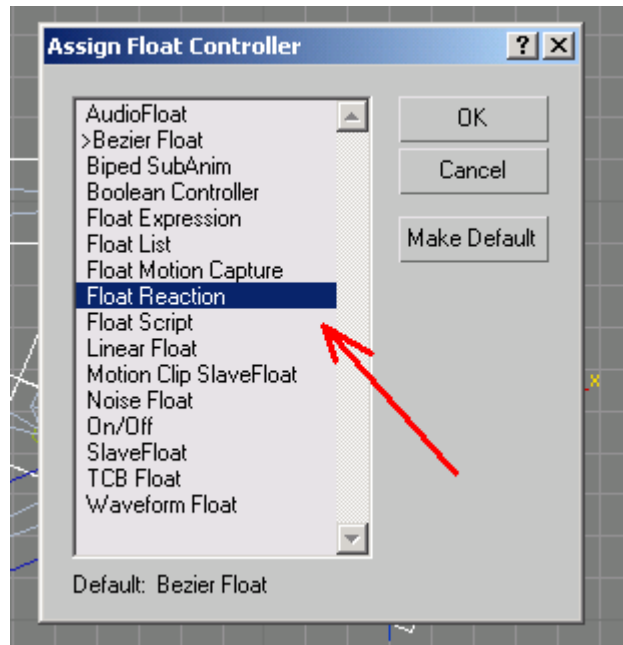 Assign Float Controller
AudioFloat
>Bezier Float
Biped SubAnim
Boolean Controller
Float Expression
Float List
Float Motion Capture
Float Reaction
Float Script
Linear Float
Motion Clip SlaveFloat
Noise Float
On/Off
SlaveFloat
TCB Float
Waveform Float
OK
Cancel
Make Default
Default: Bezier Float
x